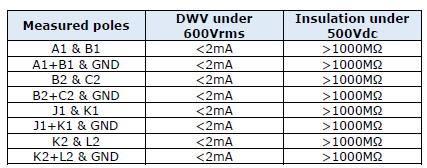 Measured poles DWV under 600Vrms Insulation under 500Vdc
A1 & B1 <2mA >1000MΩ
A1+B1 & GND <2mA >1000MΩ
B2 & C2 <2mA >1000MΩ
B2+C2 & GND <2mA >1000MΩ
J1 & K1 <2mA >1000MΩ
J1+K1 & GND <2mA >1000MΩ
K2 & L2 <2mA >1000MΩ
K2+L2 & GND <2mA >1000MΩ